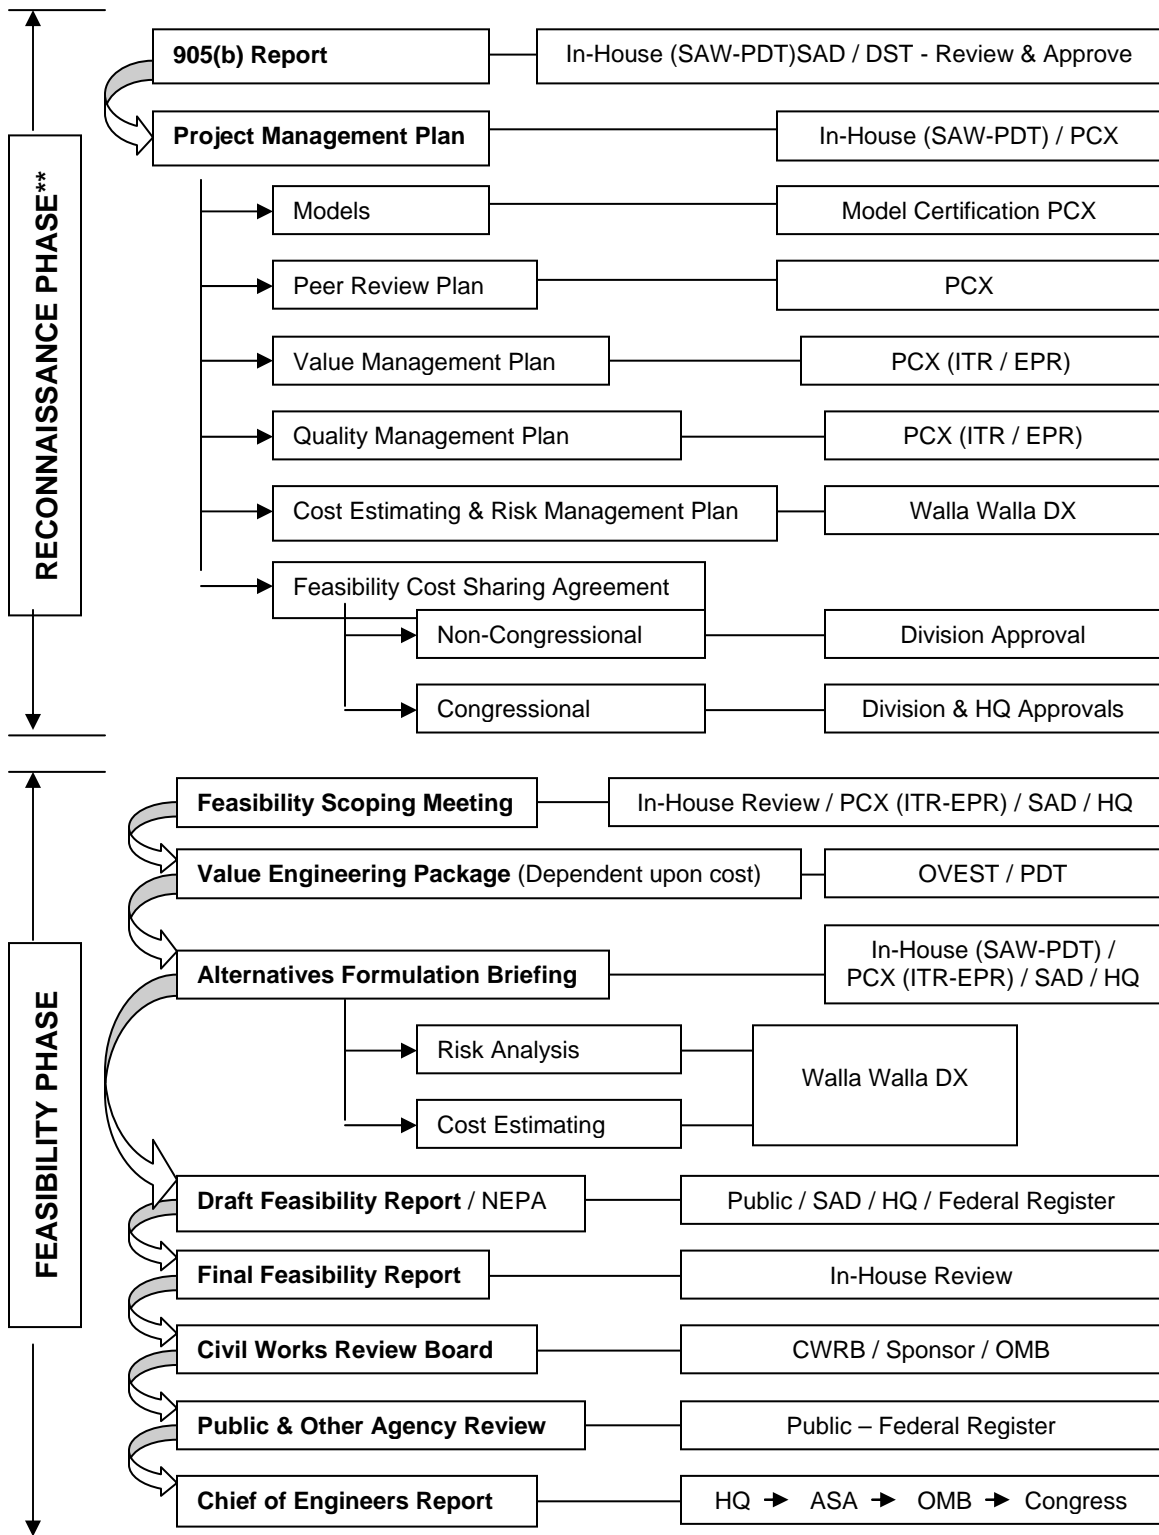 RECONNAISSANCE PHASE**
905(b) Report
In-House (SAW-PDT)SAD / DST - Review & Approve
Project Management Plan
In-House (SAW-PDT) / PCX
Models
Model Certification PCX
Peer Review Plan
PCX
Value Management Plan
PCX (ITR / EPR)
Quality Management Plan
PCX (ITR / EPR)
Cost Estimating & Risk Management Plan
Walla Walla DX
Feasibility Cost Sharing Agreement
Non-Congressional
Division Approval
Congressional
Division & HQ Approvals
FEASIBILITY PHASE
Feasibility Scoping Meeting
In-House Review / PCX (ITR-EPR) / SAD / HQ
Value Engineering Package (Dependent upon cost)
OVEST / PDT
Alternatives Formulation Briefing
In-House (SAW-PDT) /
PCX (ITR-EPR) / SAD / HQ
Risk Analysis
Walla Walla DX
Cost Estimating
Draft Feasibility Report / NEPA
Public / SAD / HQ / Federal Register
Final Feasibility Report
In-House Review
Civil Works Review Board
CWRB / Sponsor / OMB
Public & Other Agency Review
Public – Federal Register
Chief of Engineers Report
HQ → ASA → OMB → Congress